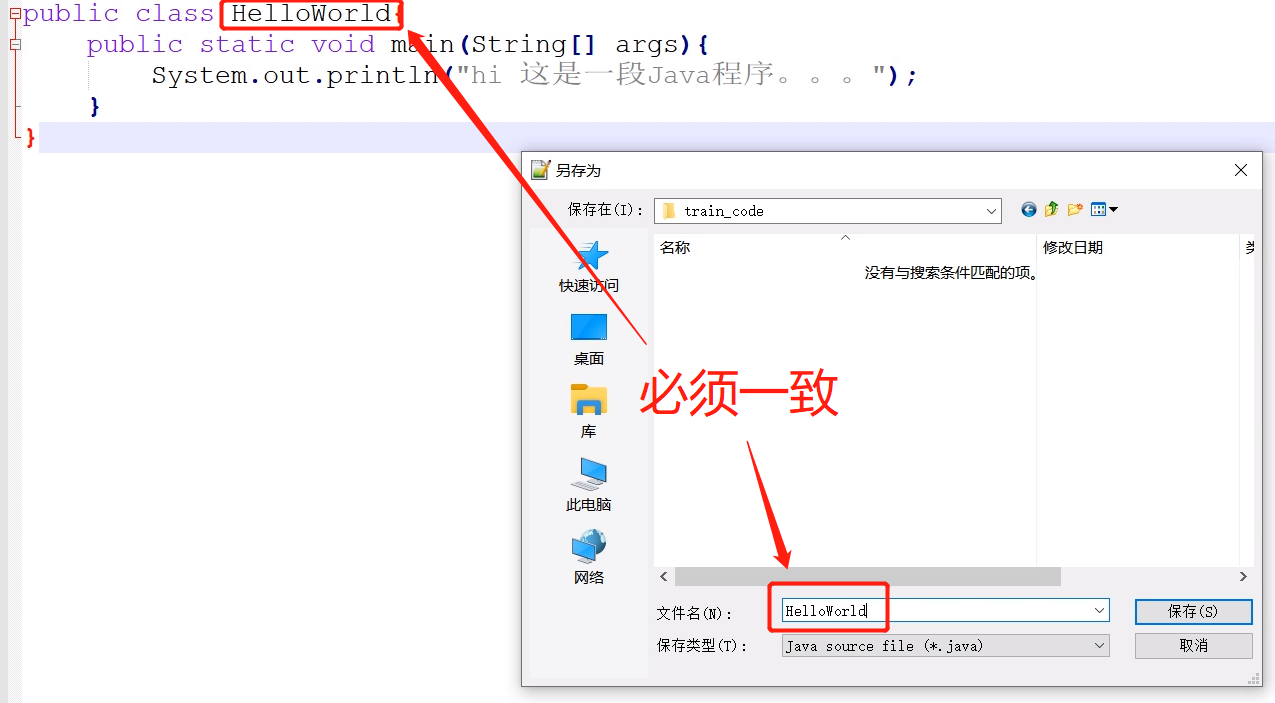 public class HelloWorld{
public static void main(String[] args){
System.out.println("hi 这是一段Java程序。。。");
}
}
另存为
保存在(I):
train_code
名称
修改日期
没有与搜索条件匹配的项。
快速访问
桌面
必须一致
库
此电脑
网络
文件名(N):
HelloWorld
保存(S)
保存类型(T):
Java source file (*.java)
取消